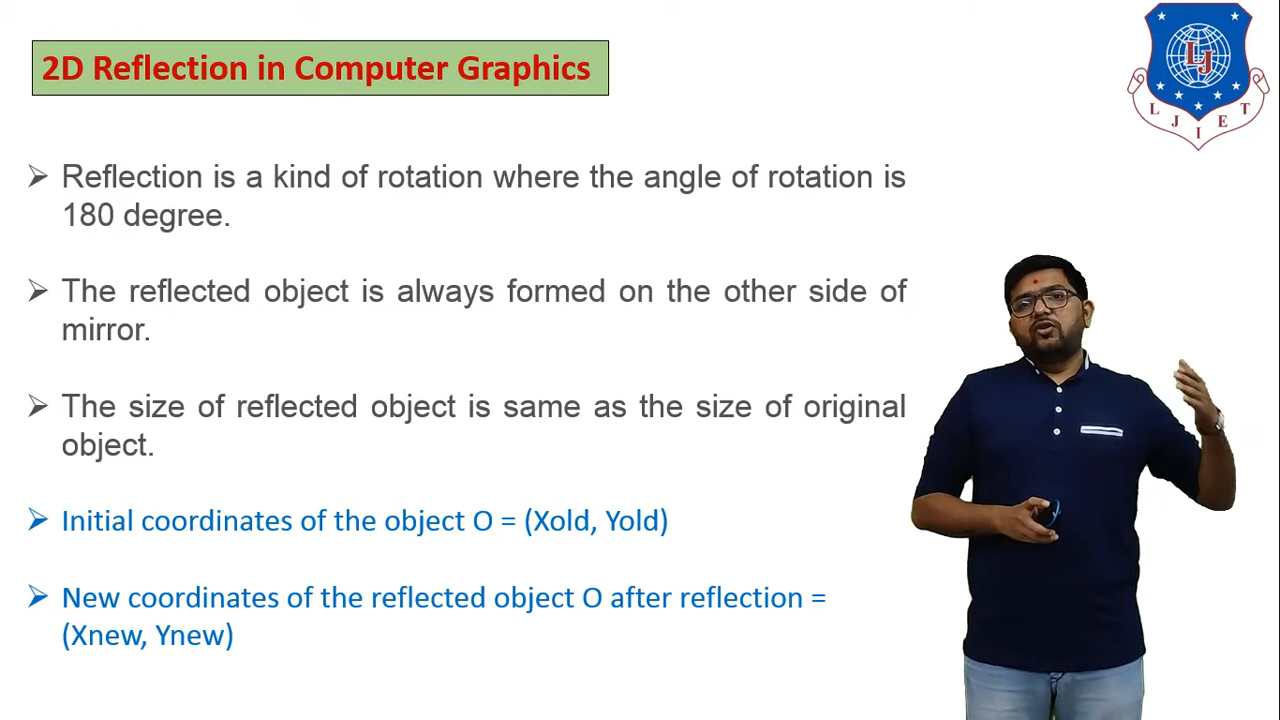 2D Reflection in Computer Graphics
LJ
L J I E T
➢ Reflection is a kind of rotation where the angle of rotation is
180 degree.
➢ The reflected object is always formed on the other side of
mirror.
➢ The size of reflected object is same as the size of original
object.
➢ Initial coordinates of the object O = (Xold, Yold)
➢ New coordinates of the reflected object O after reflection =
(Xnew, Ynew)